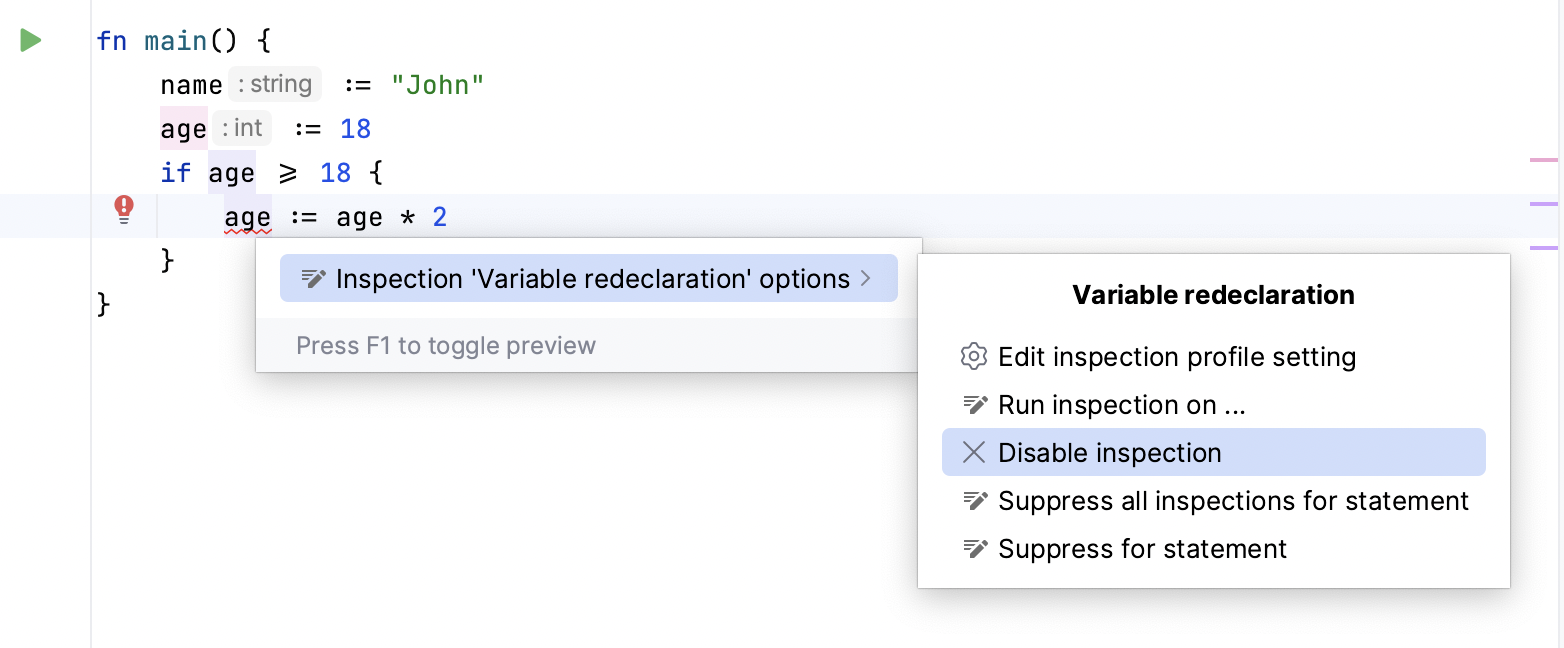 fn main() {
name : string := "John"
age : int := 18
if age ⩾ 18 {
age := age * 2
}
}
Inspection 'Variable redeclaration' options
Press F1 to toggle preview
Variable redeclaration
Edit inspection profile setting
Run inspection on ...
Disable inspection
Suppress all inspections for statement
Suppress for statement